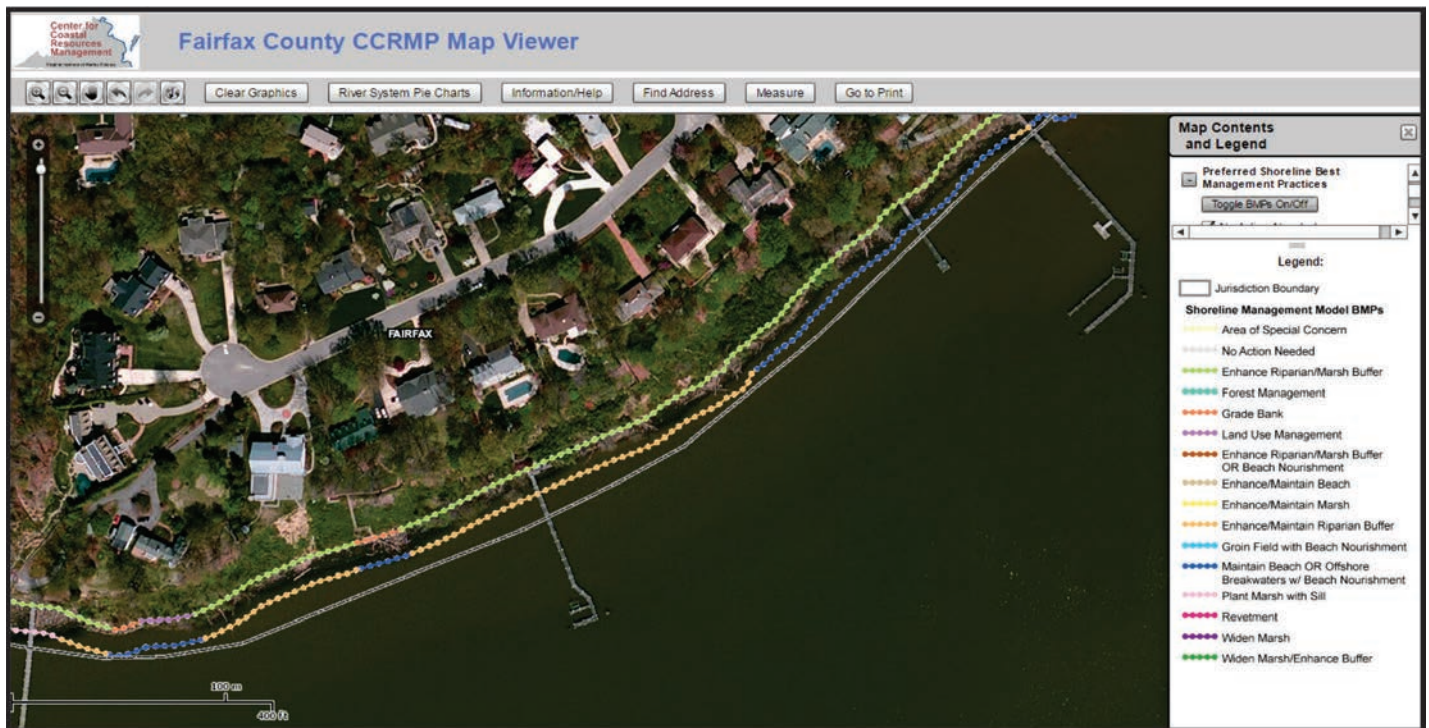 Center for
Coastal
Resources
Management
Fairfax County CCRMP Map Viewer
Clear Graphics
River System Pie Charts
Information/Help
Find Address
Measure
Go to Print
Map Contents
and Legend
Preferred Shoreline Best
Management Practices
Toggle BMPs On/Off
Legend:
Jurisdiction Boundary
Shoreline Management Model BMPs
Area of Special Concern
No Action Needed
Enhance Riparian/Marsh Buffer
Forest Management
Grade Bank
Land Use Management
Enhance Riparian/Marsh Buffer
OR Beach Nourishment
Enhance/Maintain Beach
Enhance/Maintain Marsh
Enhance/Maintain Riparian Buffer
Groin Field with Beach Nourishment
Maintain Beach OR Offshore
Breakwaters w/ Beach Nourishment
Plant Marsh with Sill
Revetment
Widen Marsh
Widen Marsh/Enhance Buffer
FAIRFAX
100 m
400 ft